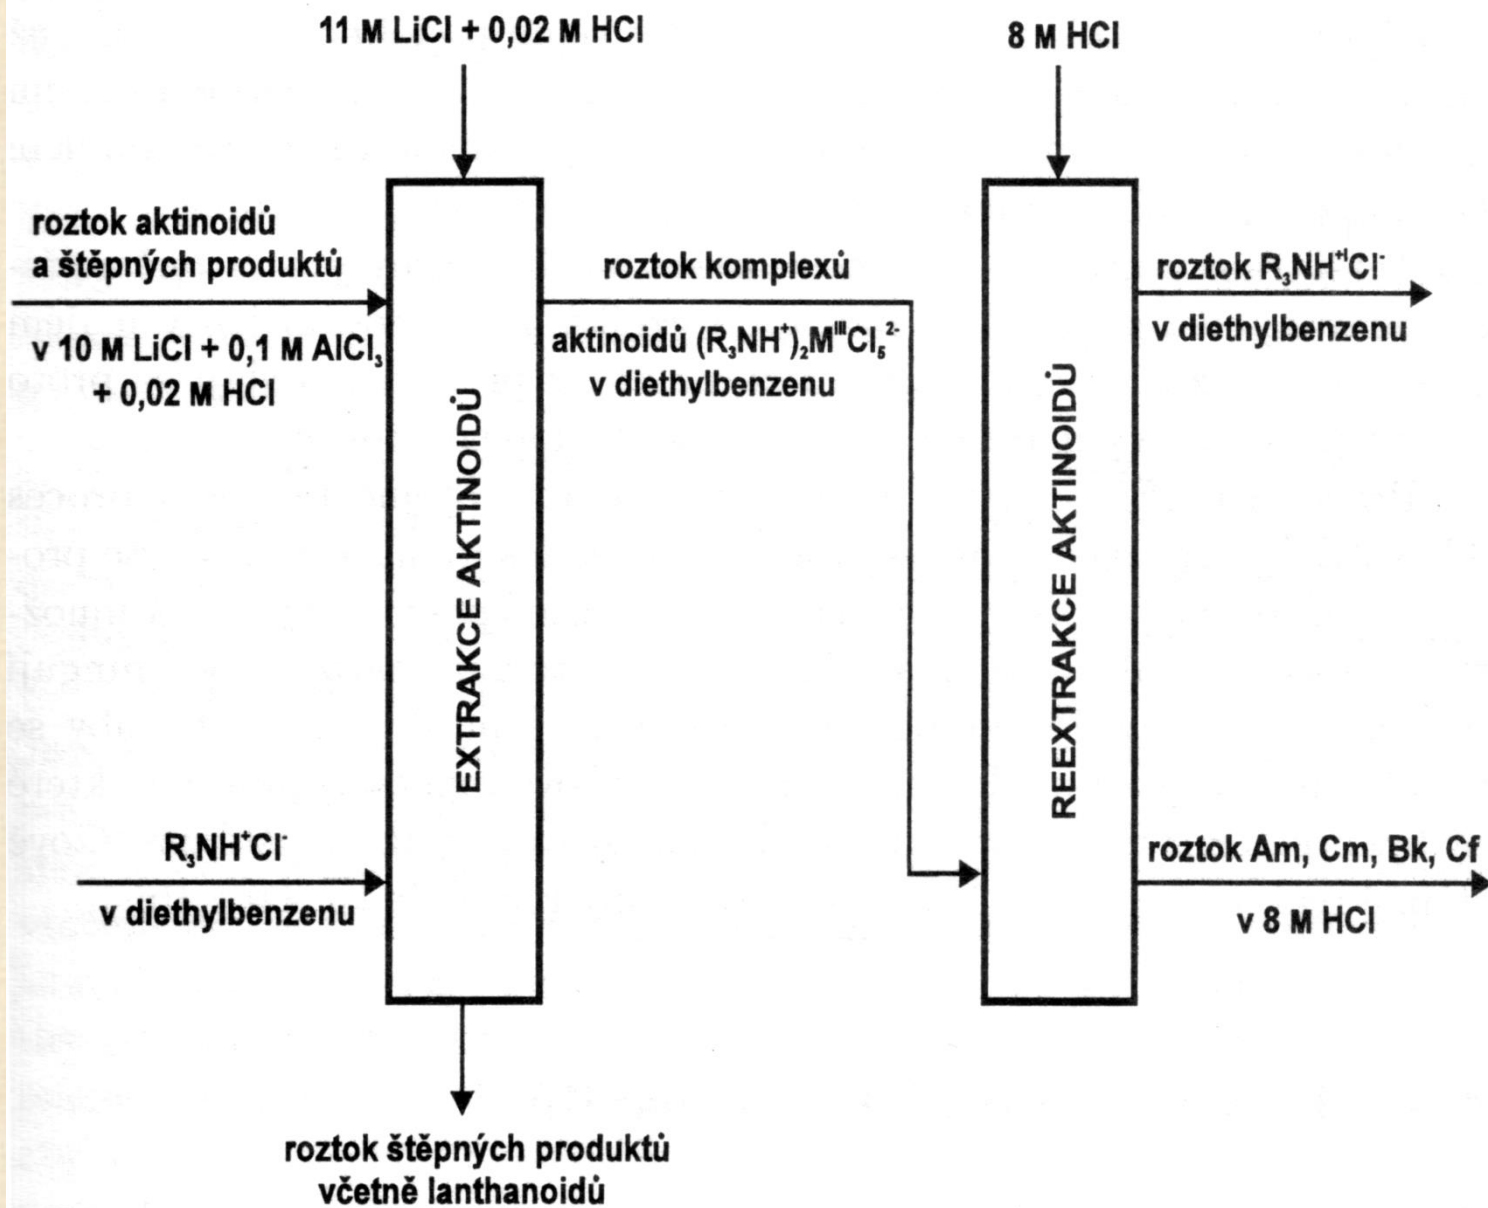 11 M LiCl + 0,02 M HCl
8 M HCl
roztok aktinoidů
a štěpných produktů
v 10 M LiCl + 0,1 M AlCl₃
+ 0,02 M HCl
roztok komplexů
aktinoidů (R₃NH⁺)₂MᴵᴵᴵCl₅²⁻
v diethylbenzenu
roztok R₃NH⁺ᴵCl⁻
v diethylbenzenu
EXTRAKCE AKTINOIDŮ
REEXTRAKCE AKTINOIDŮ
R₃NH⁺Cl⁻
v diethylbenzenu
roztok Am, Cm, Bk, Cf
v 8 M HCl
roztok štěpných produktů
včetně lanthanoidů